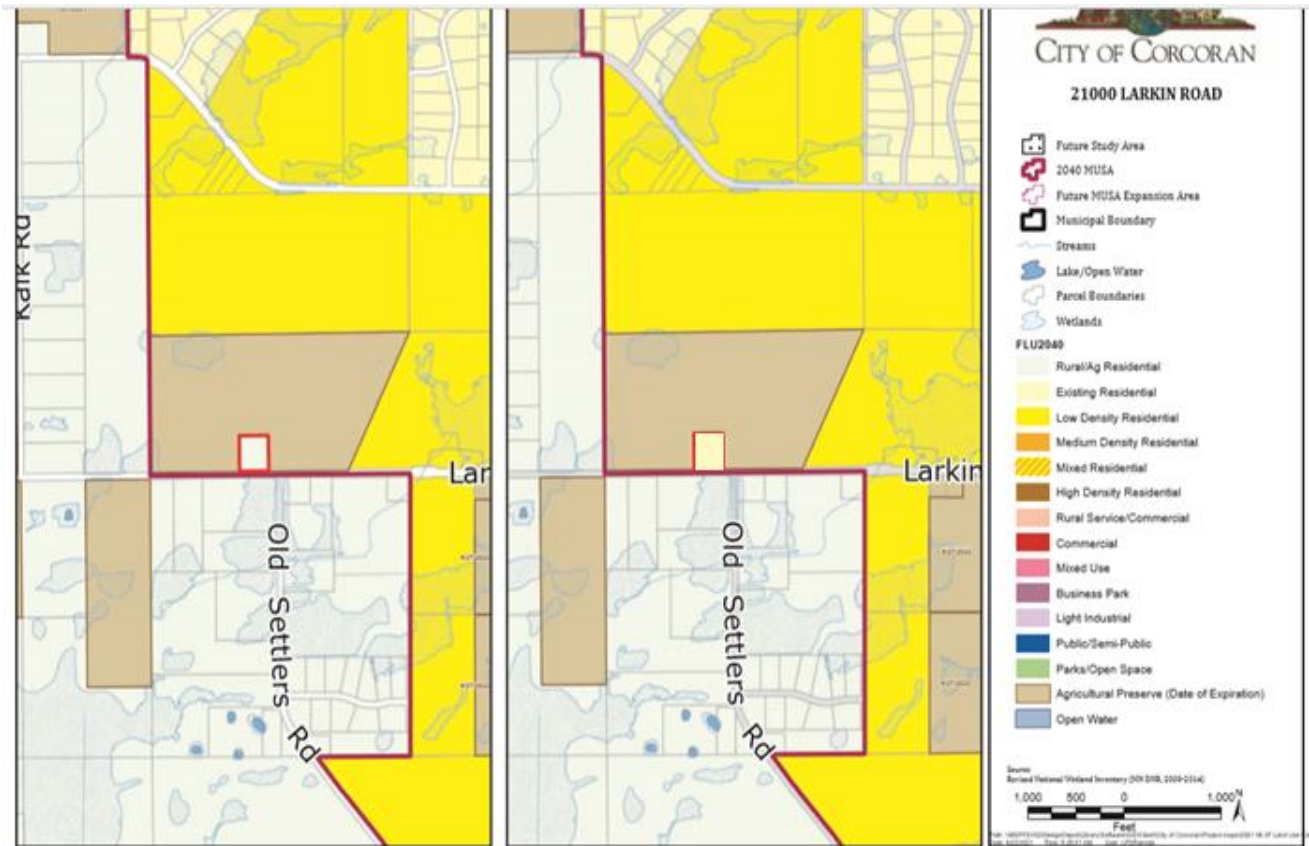 Kalk Rd
Lar
Old Settlers Rd
Larkin
Old Settlers Rd
CITY OF CORCORAN
21000 LARKIN ROAD
Future Study Area
2040 MUSA
Future MUSA Expansion Area
Municipal Boundary
Streams
Lake/Open Water
Parcel Boundaries
Wetlands
FLU2040
Rural/Ag Residential
Existing Residential
Low Density Residential
Medium Density Residential
Mixed Residential
High Density Residential
Rural Service/Commercial
Commercial
Mixed Use
Business Park
Light Industrial
Public/Semi-Public
Parks/Open Space
Agricultural Preserve (Date of Expiration)
Open Water
Source:
Revised National Wetland Inventory (MN DNR, 2009-2014)
1,000 500 0 1,000
N
Feet